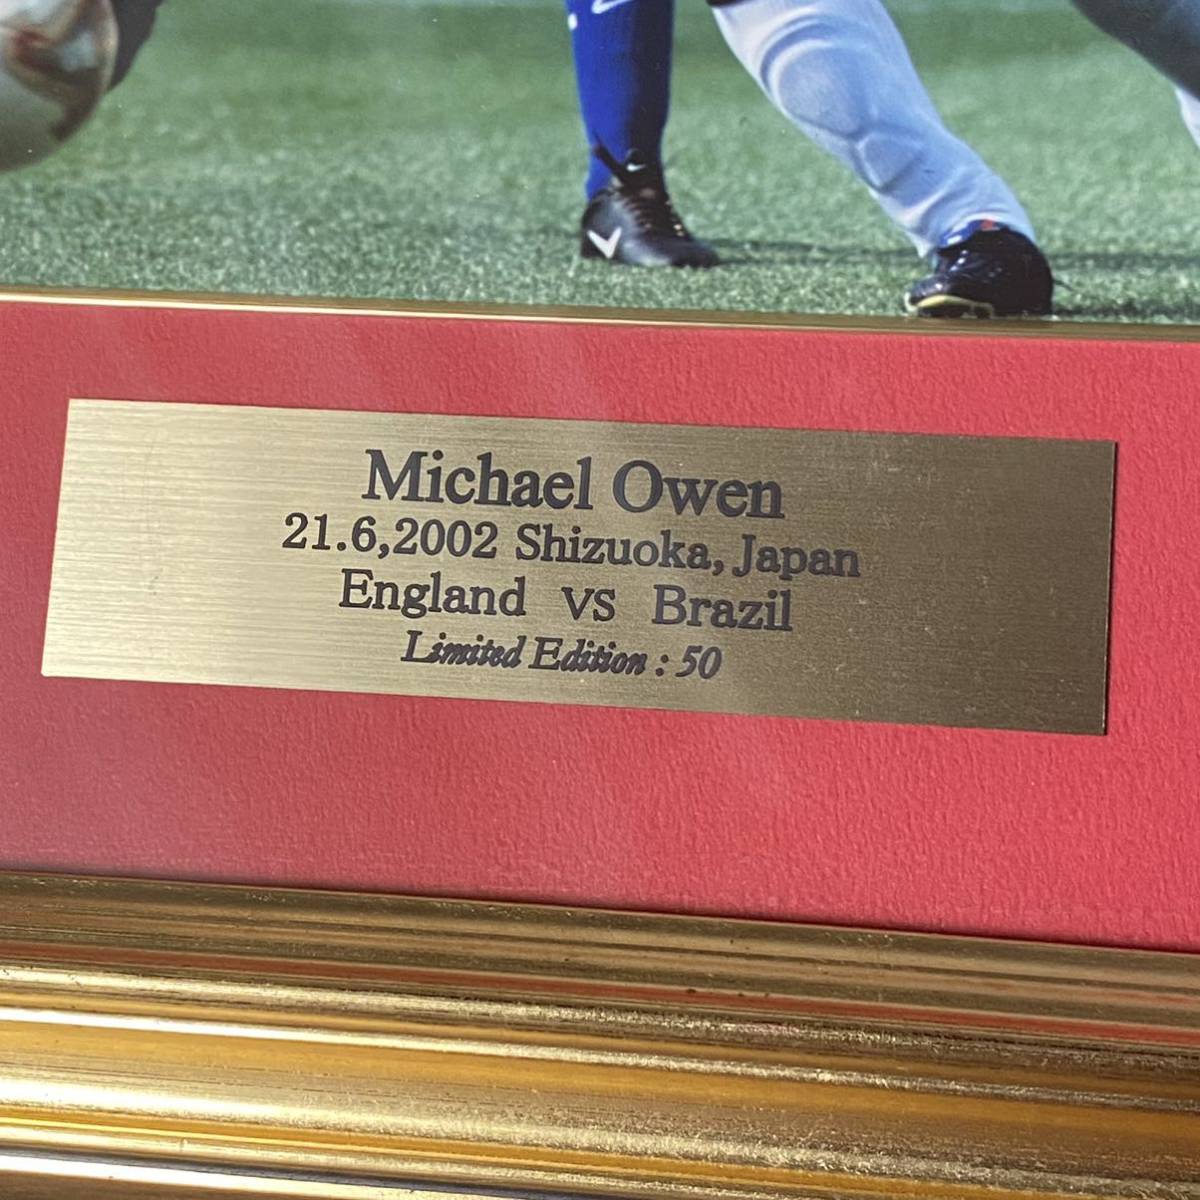 Michael Owen
21.6,2002 Shizuoka, Japan
England VS Brazil
Limited Edition : 50